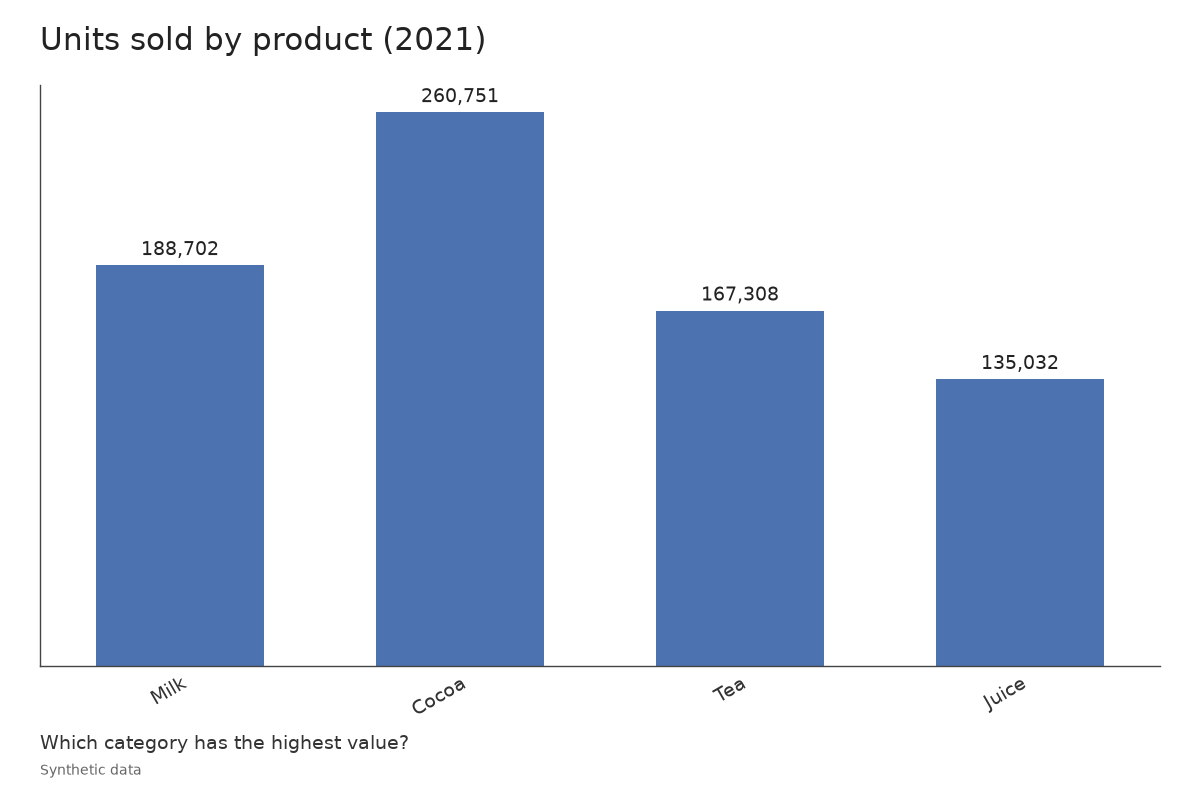 Units sold by product (2021)
260,751
188,702
167,308
135,032
Milk
Cocoa
Tea
Juice
Which category has the highest value?
Synthetic data